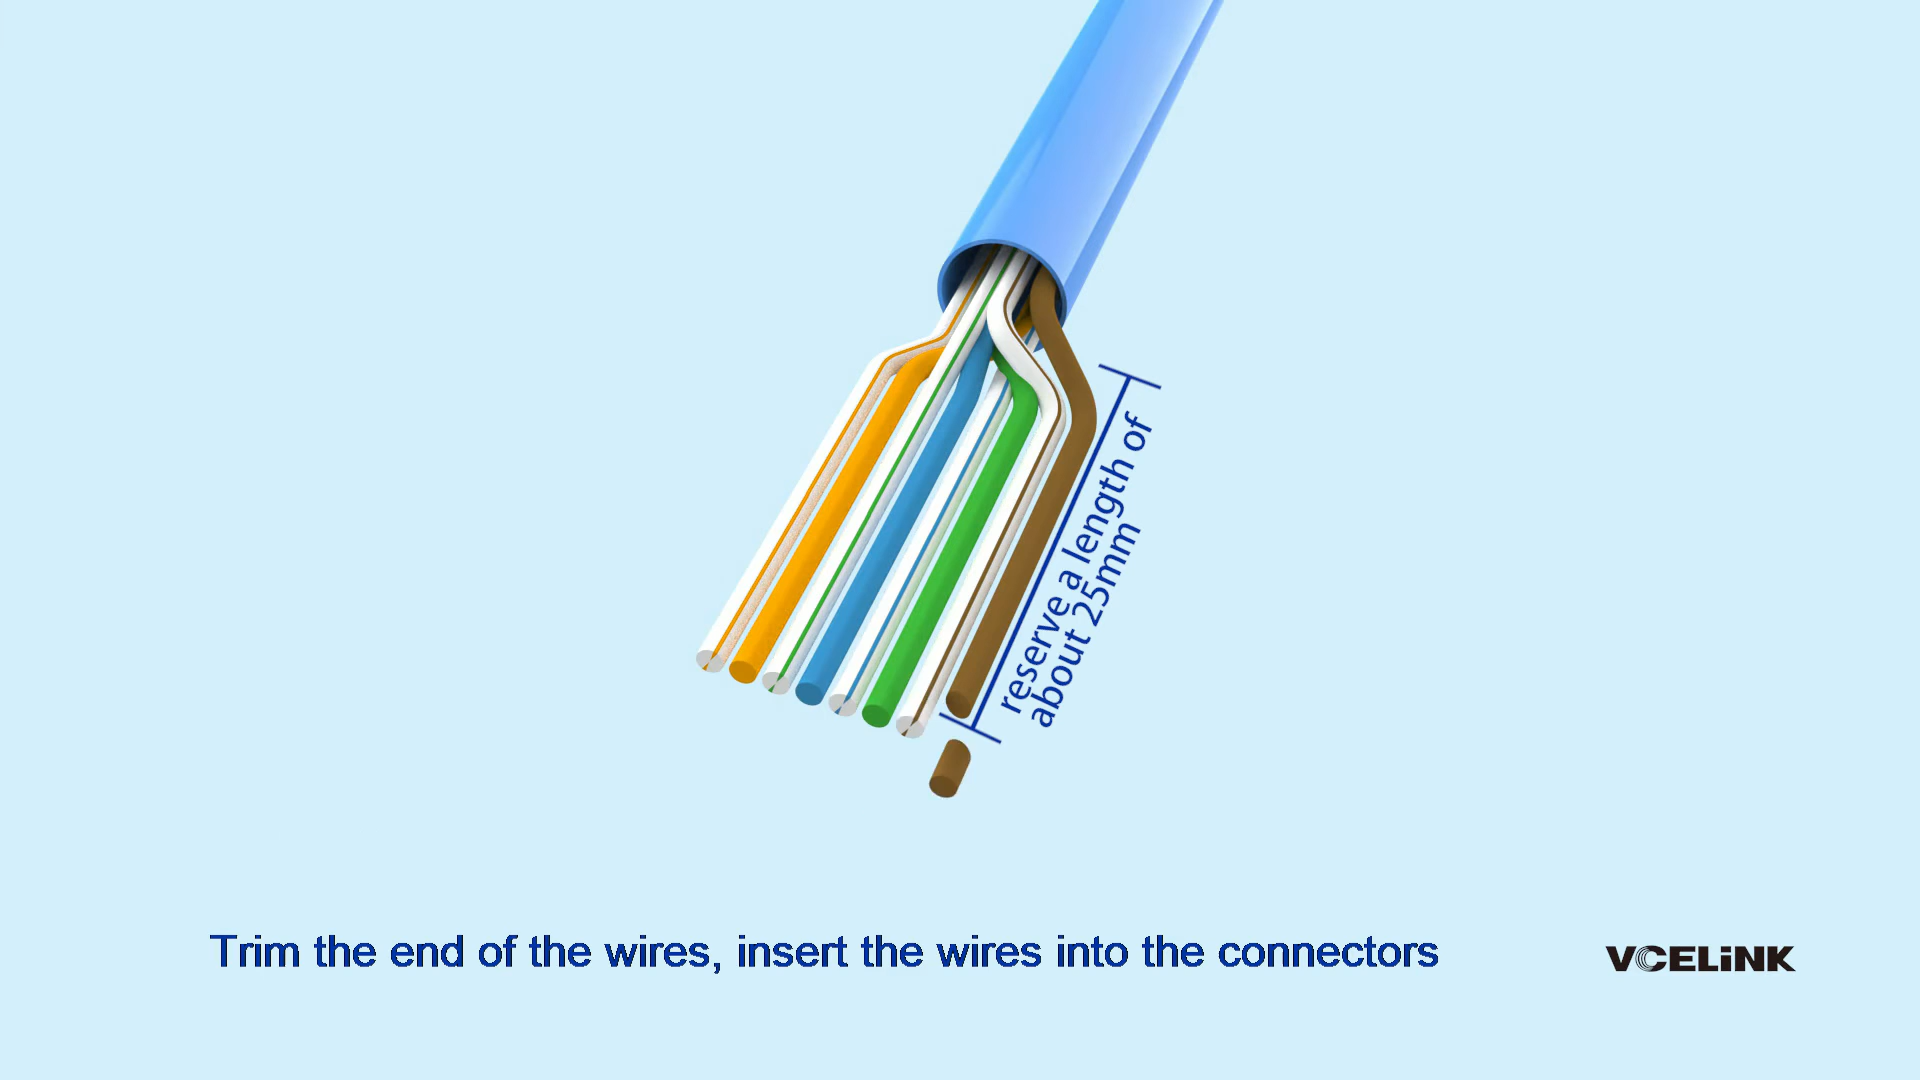 reserve a length of
about 25mm
Trim the end of the wires, insert the wires into the connectors
VCELiNK